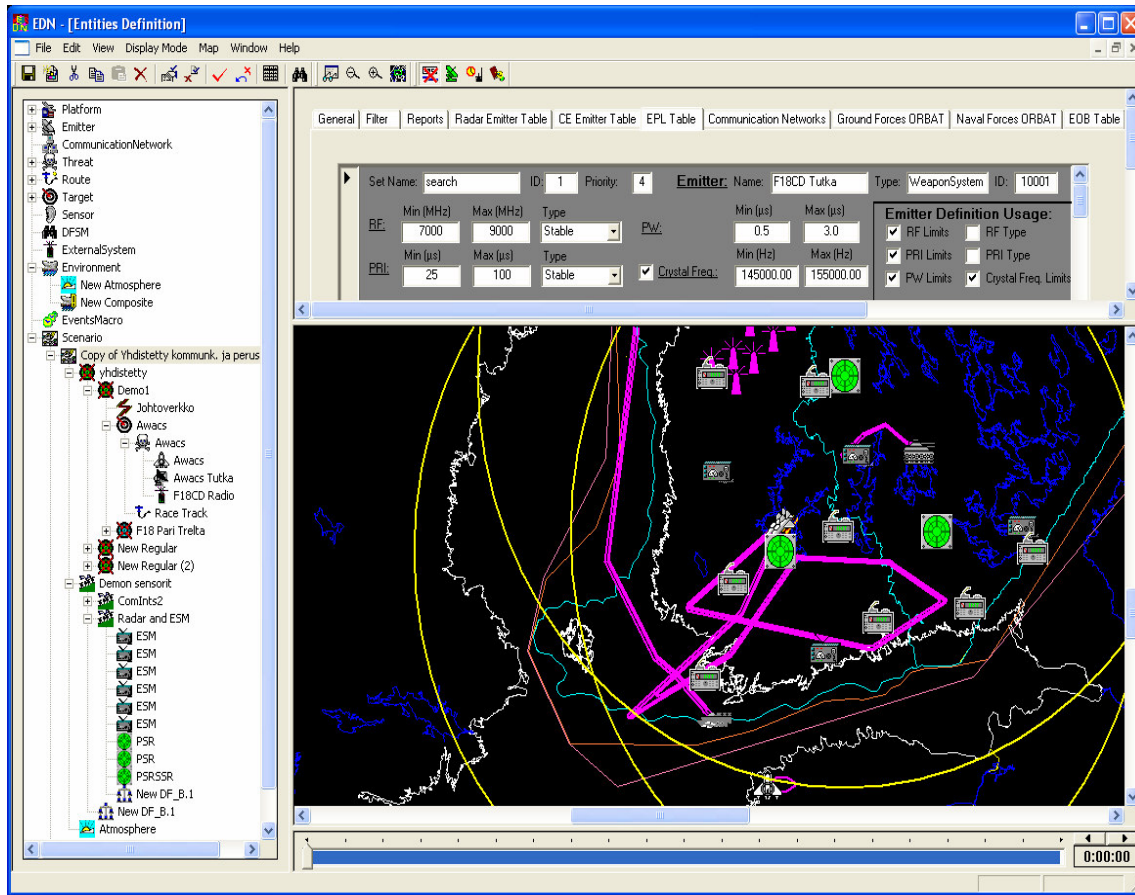 EDN - [Entities Definition]
File Edit View Display Mode Map Window Help
Platform
Emitter
CommunicationNetwork
Threat
Route
Target
Sensor
DFSM
ExternalSystem
Environment
New Atmosphere
New Composite
EventsMacro
Scenario
Copy of Yhdistetty kommunk. ja perus
yhdistetty
Demo1
Johtoverkko
Awacs
Awacs
Awacs
Awacs Tutka
F18CD Radio
Race Track
F18 Pari Trelta
New Regular
New Regular (2)
Demon sensorit
ComInts2
Radar and ESM
ESM
ESM
ESM
ESM
ESM
ESM
PSR
PSR
PSRSSR
New DF_B.1
New DF_B.1
Atmosphere
General Filter Reports Radar Emitter Table CE Emitter Table EPL Table Communication Networks Ground Forces ORBAT Naval Forces ORBAT EOB Table
Set Name: search ID: 1 Priority: 4 Emitter: Name: F18CD Tutka Type: WeaponSystem ID: 10001
Min (MHz) Max (MHz) Type Min (µs) Max (µs) Emitter Definition Usage:
RF: 7000 9000 Stable PW: 0.5 3.0 RF Limits RF Type
Min (µs) Max (µs) Type Min (Hz) Max (Hz) PRI Limits PRI Type
PRI: 25 100 Stable Crystal Freq.: 145000.00 155000.00 PW Limits Crystal Freq. Limits
0:00:00